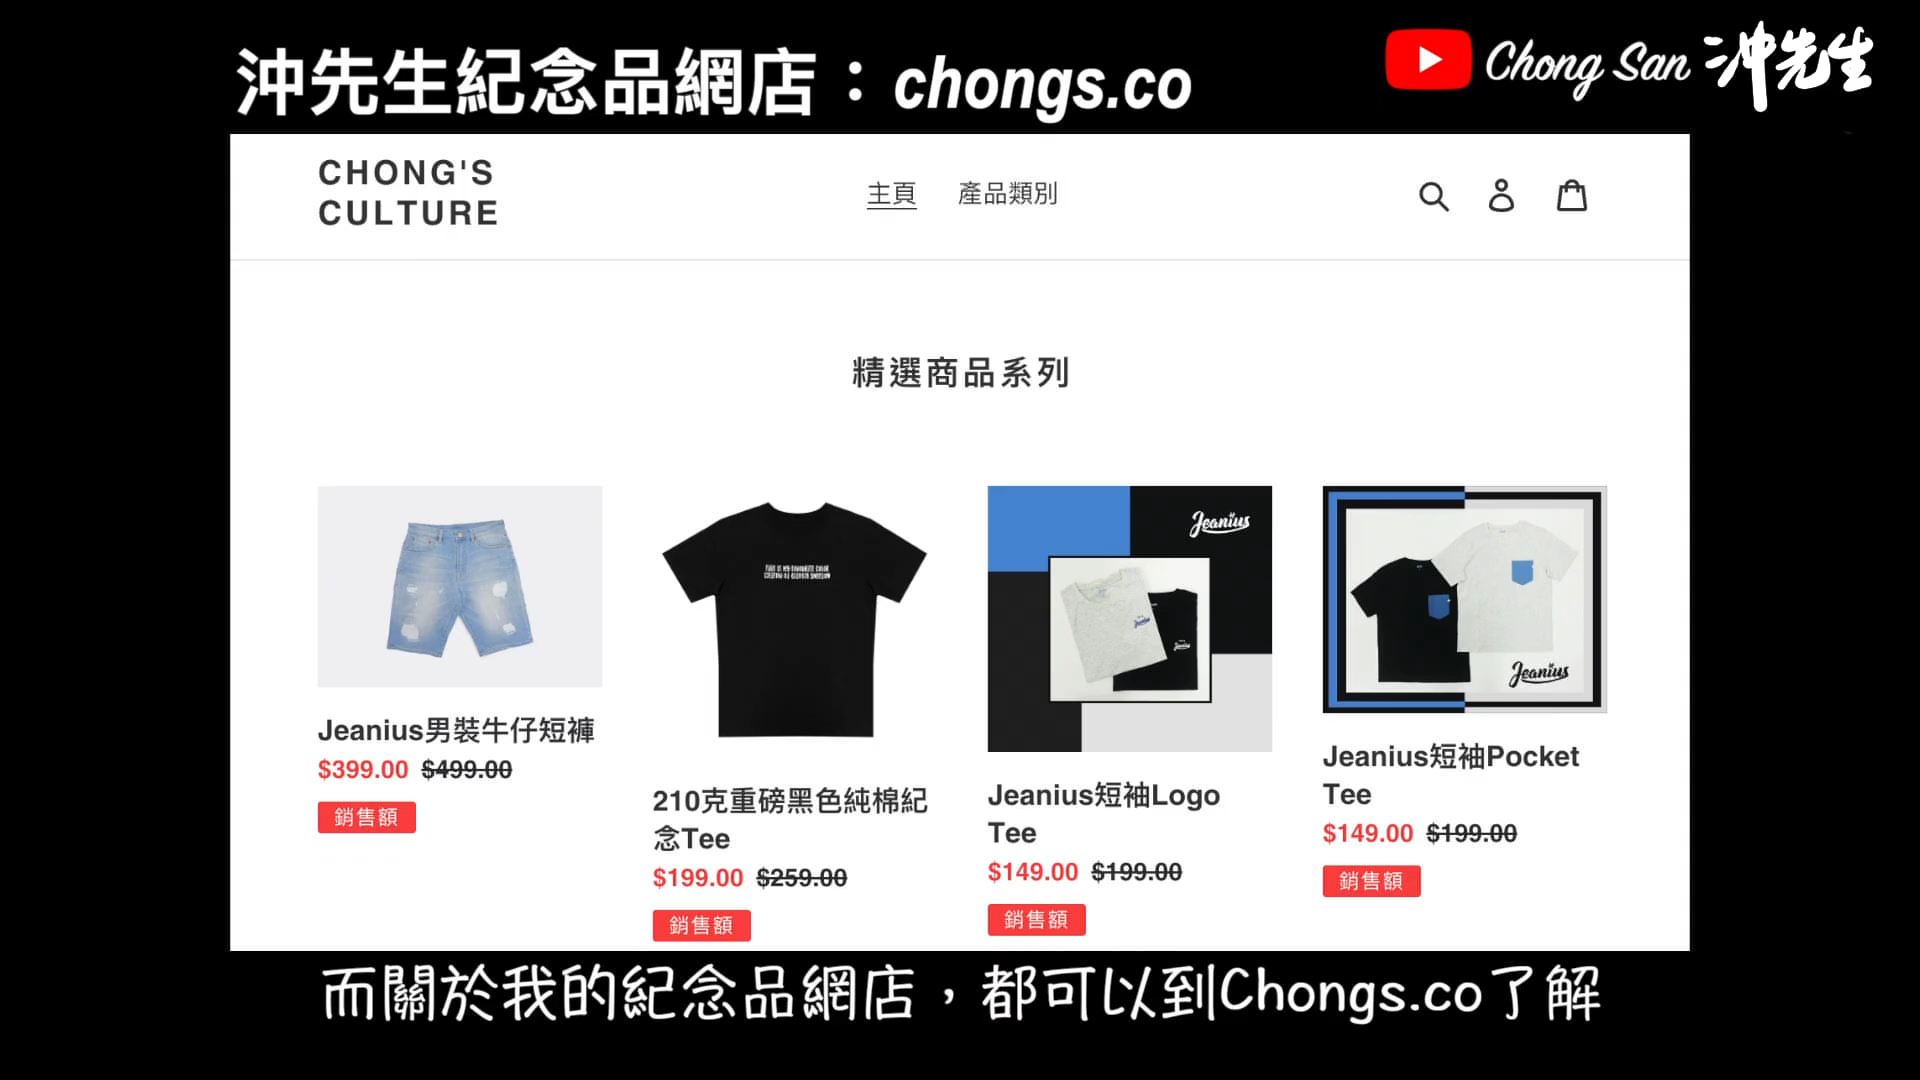 沖先生紀念品網店：chongs.co
Chong San 沖先生
CHONG'S
CULTURE
主頁
產品類別
精選商品系列
Jeanius
Jeanius
Jeanius
Jeanius
Jeanius男裝牛仔短褲
$399.00 $499.00
銷售額
210克重磅黑色純棉紀
念Tee
$199.00 $259.00
銷售額
Jeanius短袖Logo
Tee
$149.00 $199.00
銷售額
Jeanius短袖Pocket
Tee
$149.00 $199.00
銷售額
而關於我的紀念品網店，都可以到Chongs.co了解